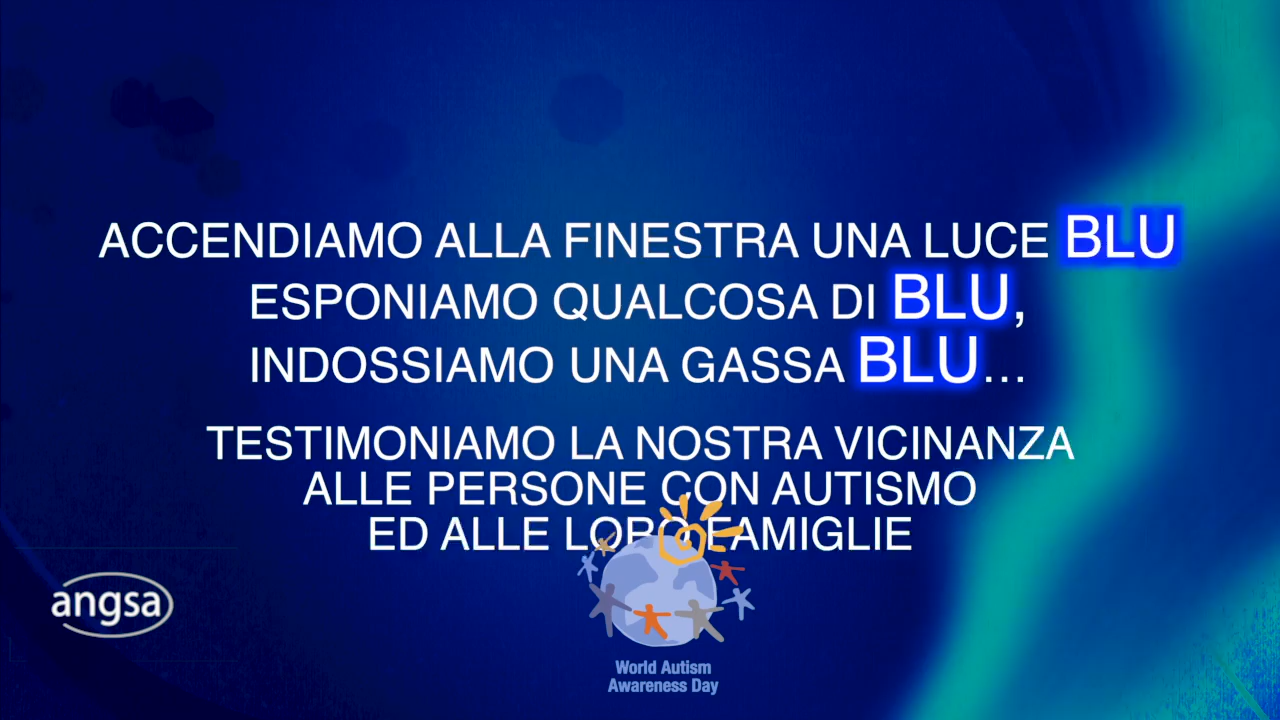 ACCENDIAMO ALLA FINESTRA UNA LUCE BLU
ESPONIAMO QUALCOSA DI BLU,
INDOSSIAMO UNA GASSA BLU...
TESTIMONIAMO LA NOSTRA VICINANZA
ALLE PERSONE CON AUTISMO
ED ALLE LORO FAMIGLIE
angsa
World Autism
Awareness Day